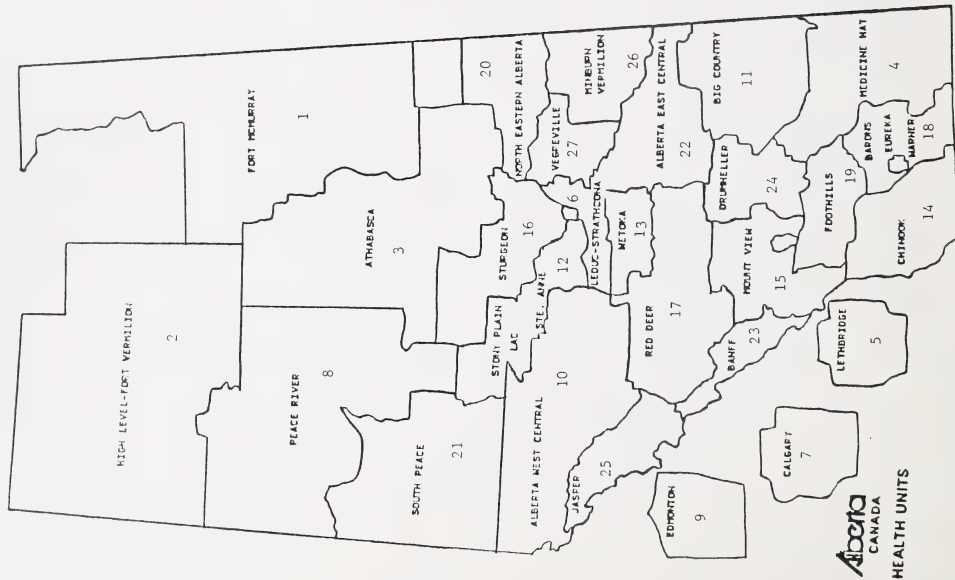 HIGH LEVEL-FORT VERMILION
2
FORT MCMURRAY
1
PEACE RIVER
8
ATHABASCA
3
SOUTH PEACE
21
20
NORTH EASTERN ALBERTA
STURGEON
16
STONY PLAIN
LAC
STE. ANNE
12
VEGREVILLE
27
MINBURN
VERMILION
26
6
LEDUC-STRATHCONA
ALBERTA WEST CENTRAL
10
WETOKA
13
ALBERTA EAST CENTRAL
22
JASPER
25
RED DEER
17
BIG COUNTRY
11
DRUMHELLER
24
BANFF
23
MOUNT VIEW
15
EDMONTON
9
FOOTHILLS
19
MEDICINE HAT
4
BARONS
EUREKA
WARNER
18
CHINOOK
14
CALGARY
7
LETHBRIDGE
5
Alberta
CANADA
HEALTH UNITS